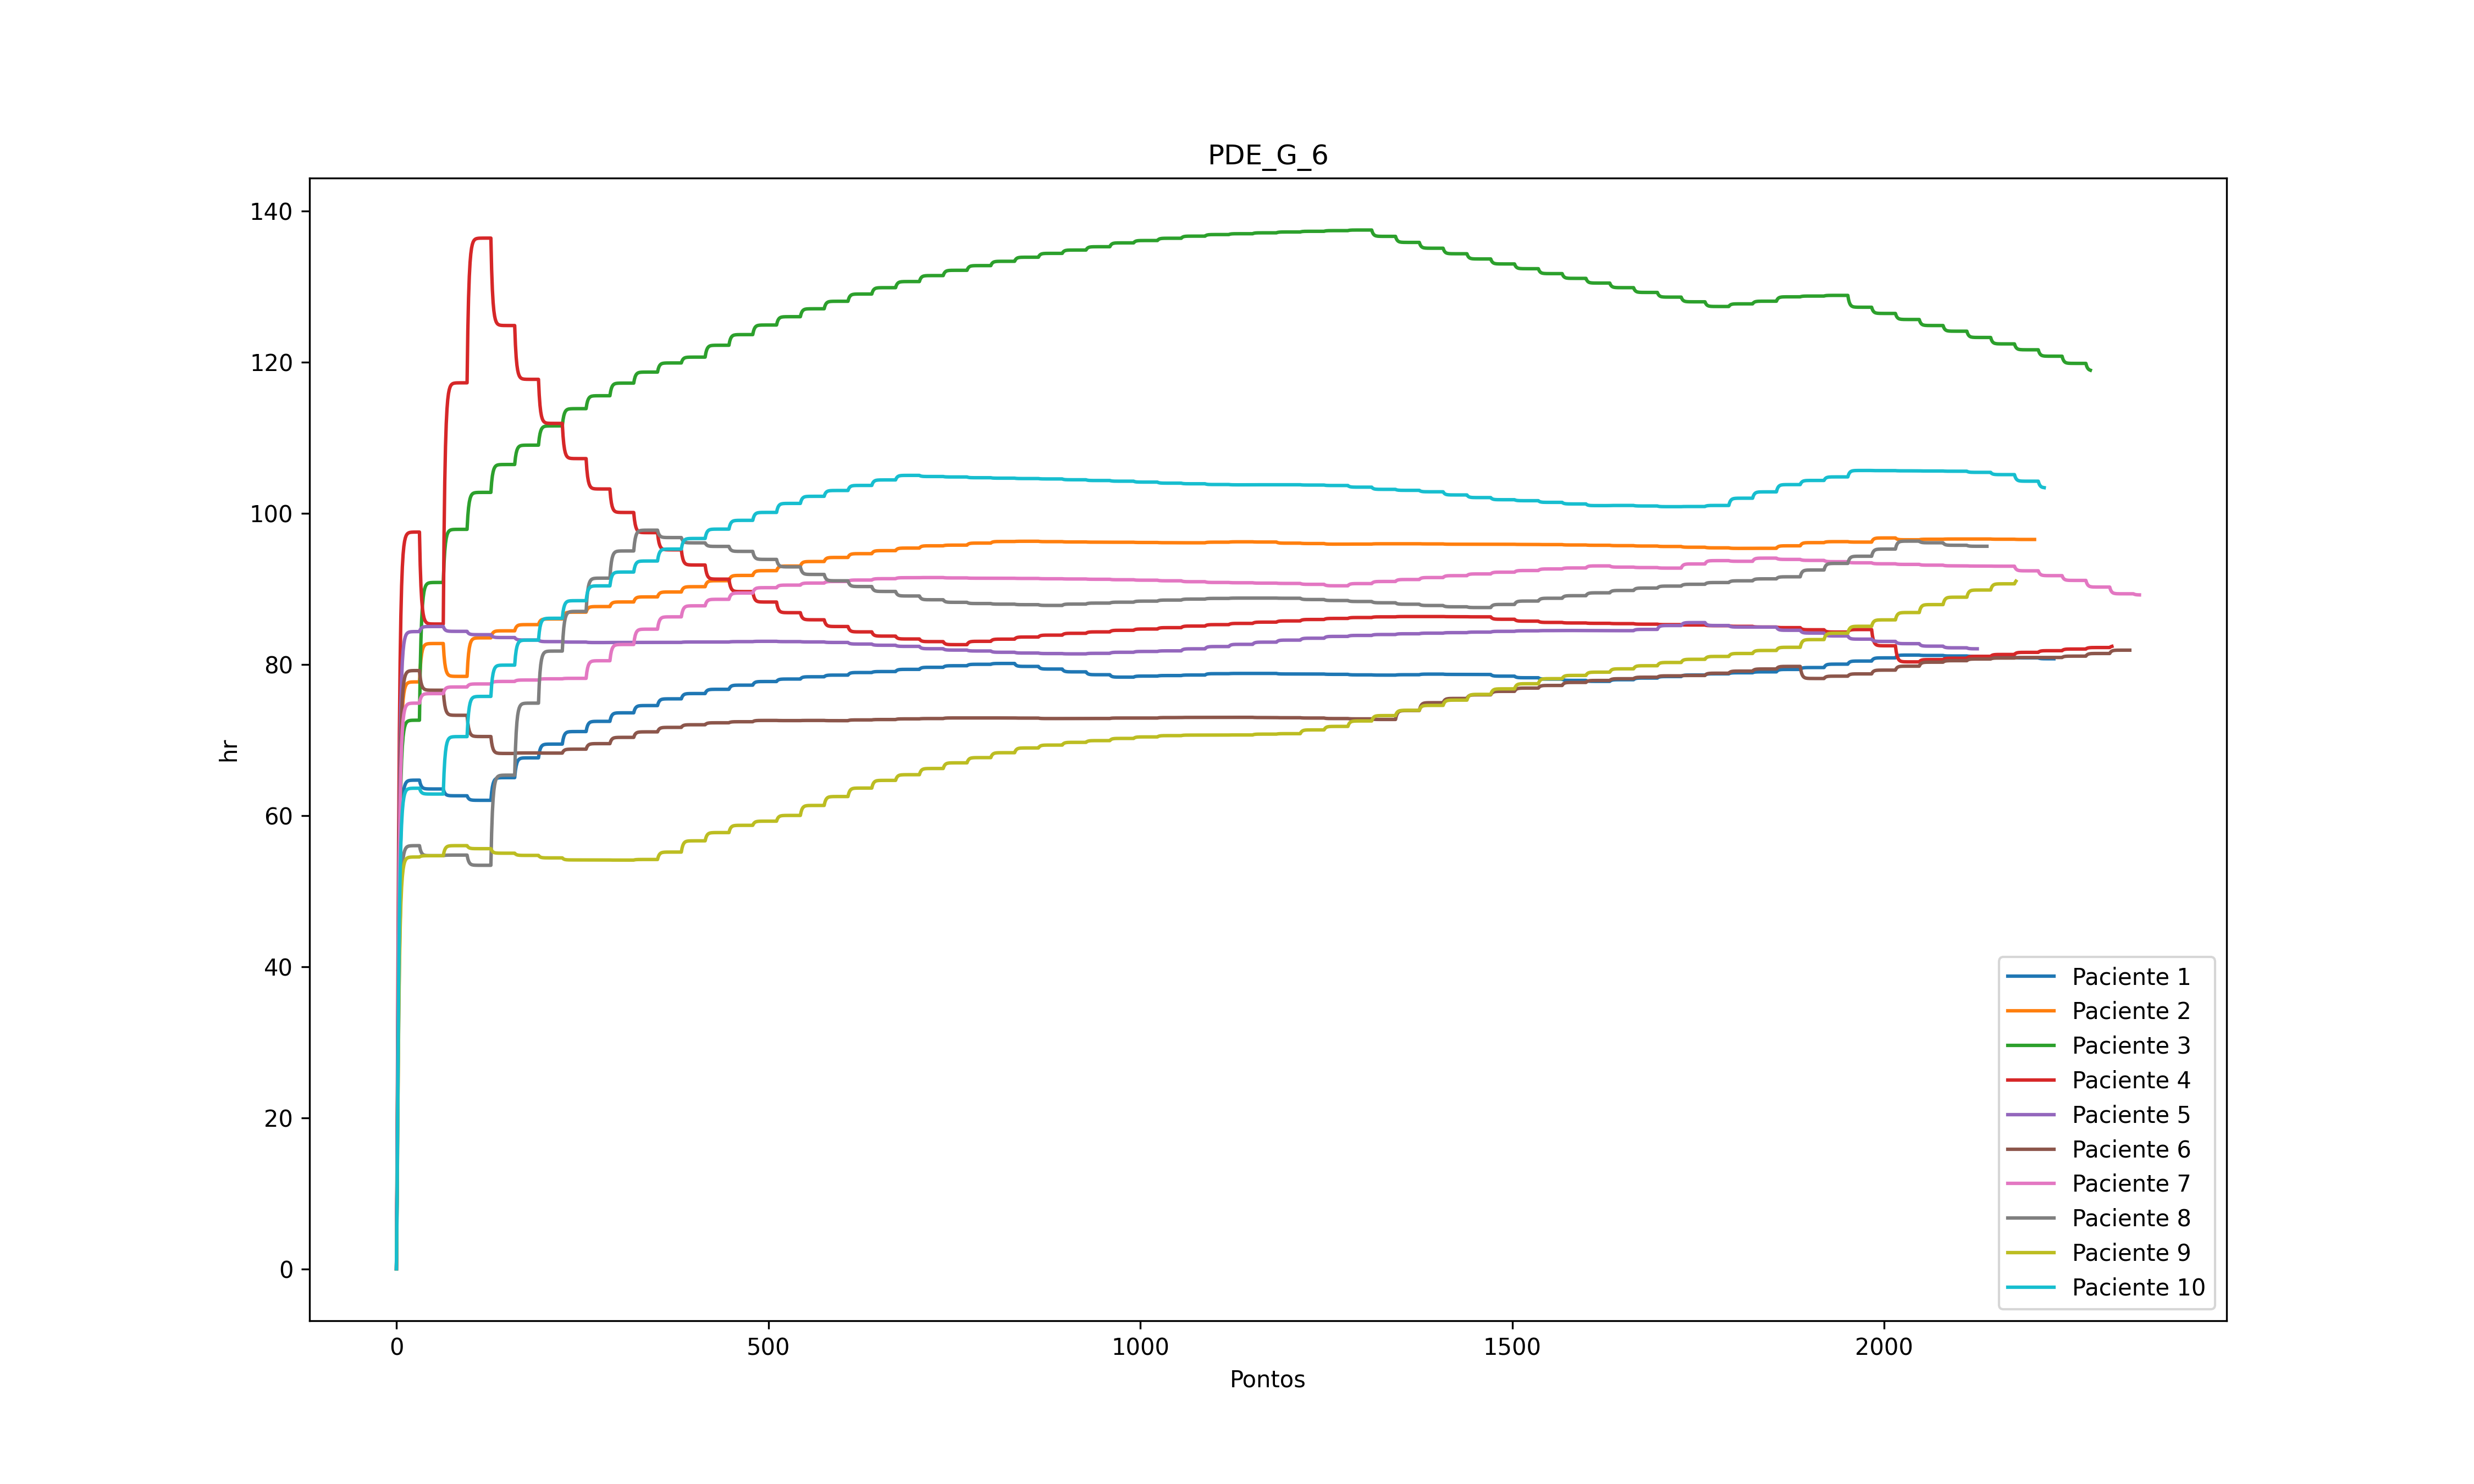 PDE_G_6
140
120
100
80
60
40
20
0
hr
0 500 1000 1500 2000
Pontos
Paciente 1
Paciente 2
Paciente 3
Paciente 4
Paciente 5
Paciente 6
Paciente 7
Paciente 8
Paciente 9
Paciente 10